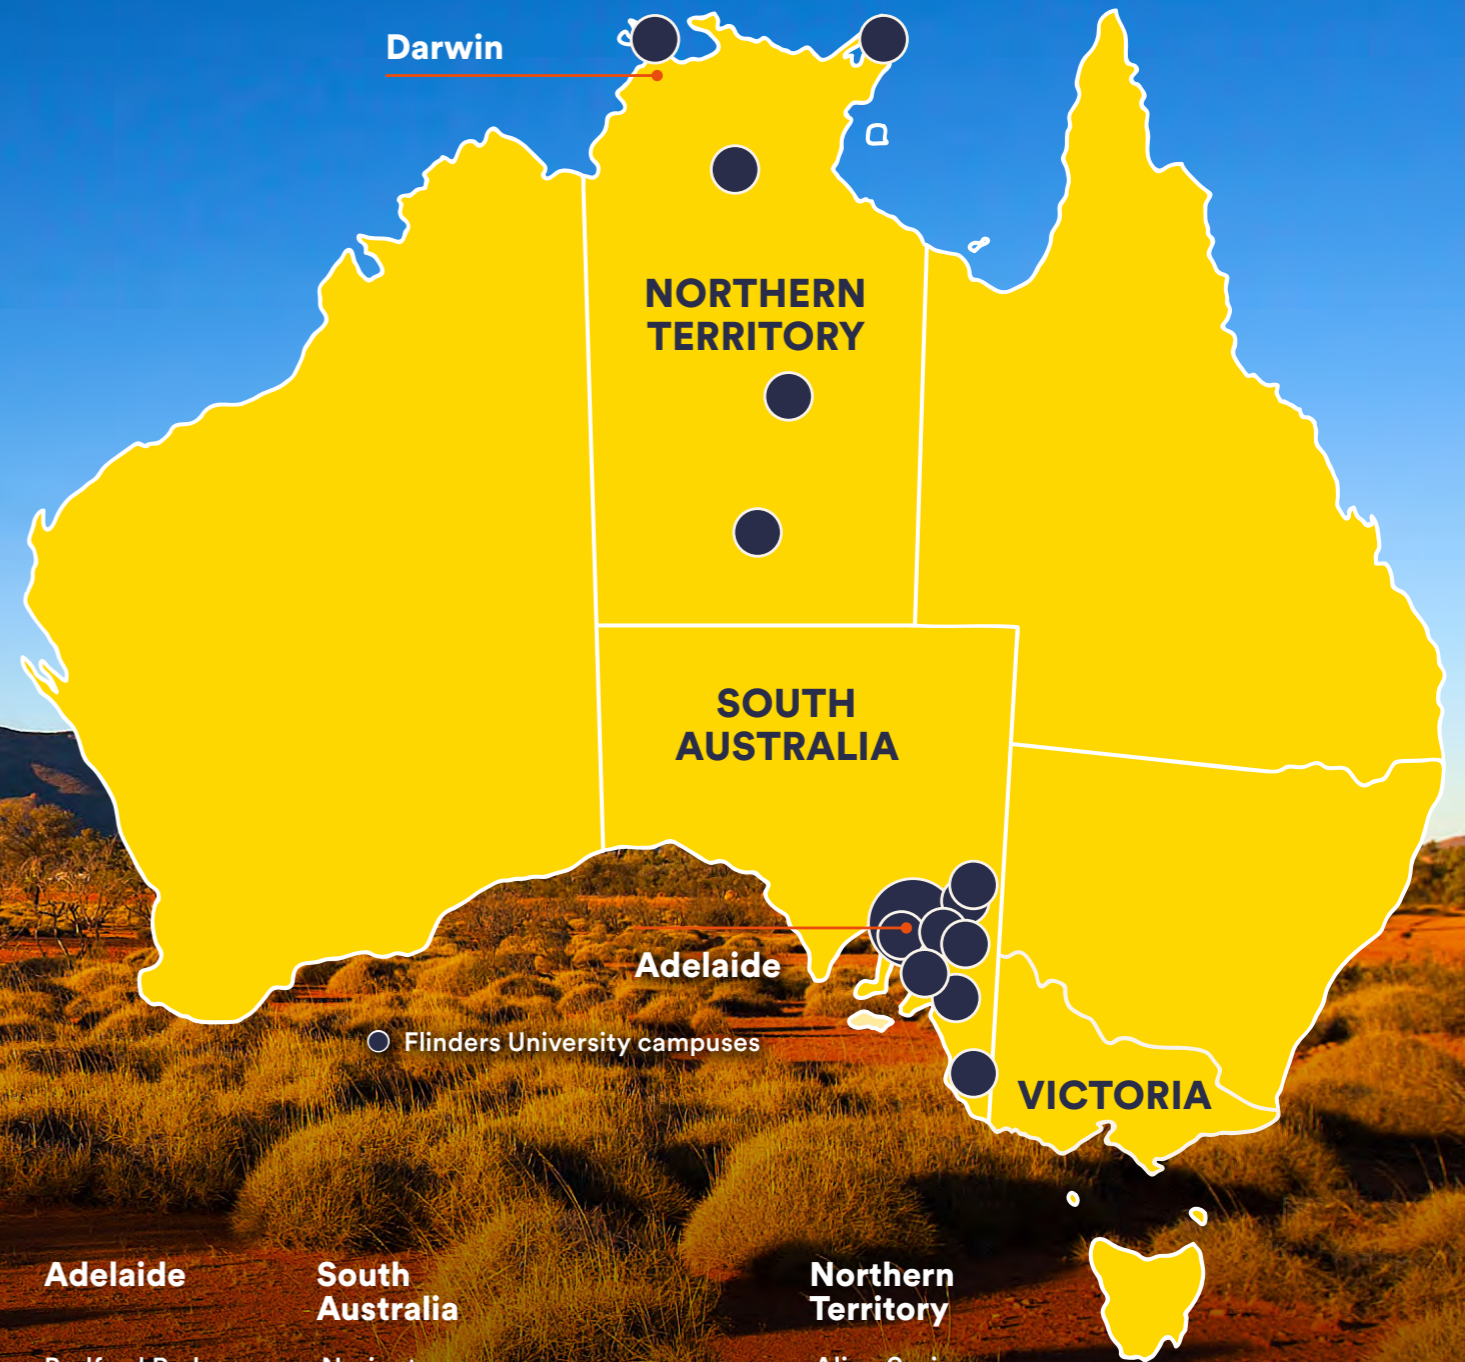 Darwin
NORTHERN
TERRITORY
SOUTH
AUSTRALIA
Adelaide
Flinders University campuses
VICTORIA
Adelaide
South
Australia
Northern
Territory